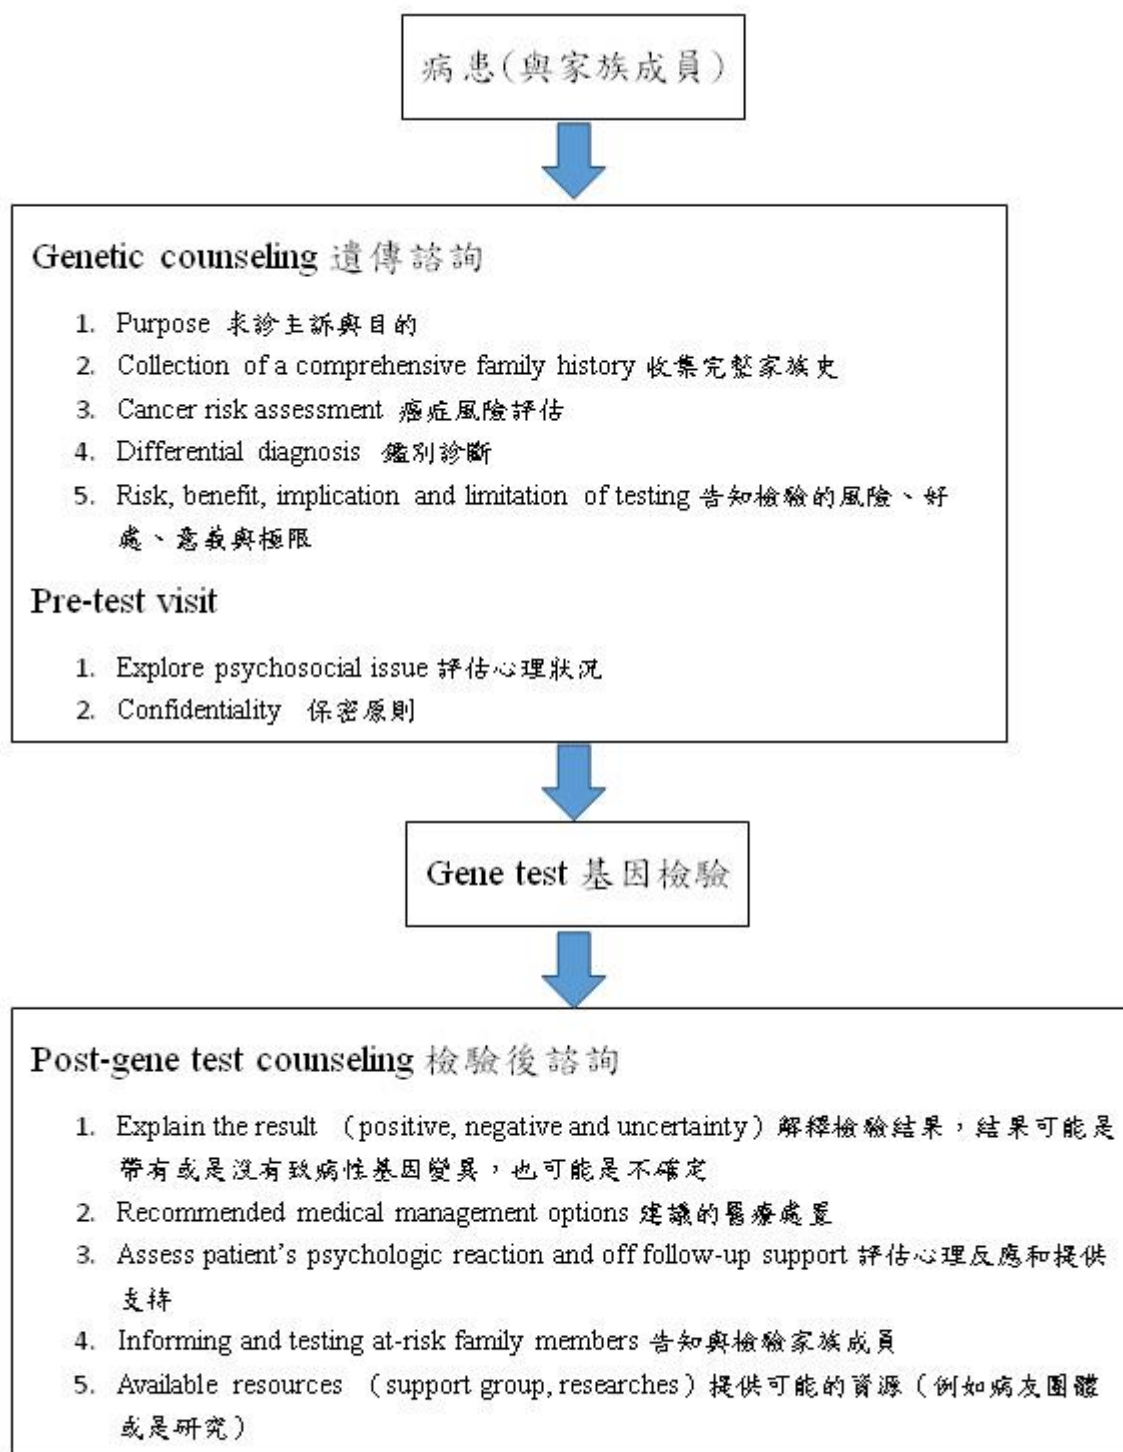 病患(與家族成員)
Genetic counseling 遺傳諮詢
1. Purpose 求診主訴與目的
2. Collection of a comprehensive family history 收集完整家族史
3. Cancer risk assessment 癌症風險評估
4. Differential diagnosis 鑑別診斷
5. Risk, benefit, implication and limitation of testing 告知檢驗的風險、好
處、意義與極限
Pre-test visit
1. Explore psychosocial issue 評估心理狀況
2. Confidentiality 保密原則
Gene test 基因檢驗
Post-gene test counseling 檢驗後諮詢
1. Explain the result （positive, negative and uncertainty）解釋檢驗結果，結果可能是
帶有或是沒有致病性基因變異，也可能是不確定
2. Recommended medical management options 建議的醫療處置
3. Assess patient’s psychologic reaction and off follow-up support 評估心理反應和提供
支持
4. Informing and testing at-risk family members 告知與檢驗家族成員
5. Available resources （support group, researches）提供可能的資源（例如病友團體
或是研究）